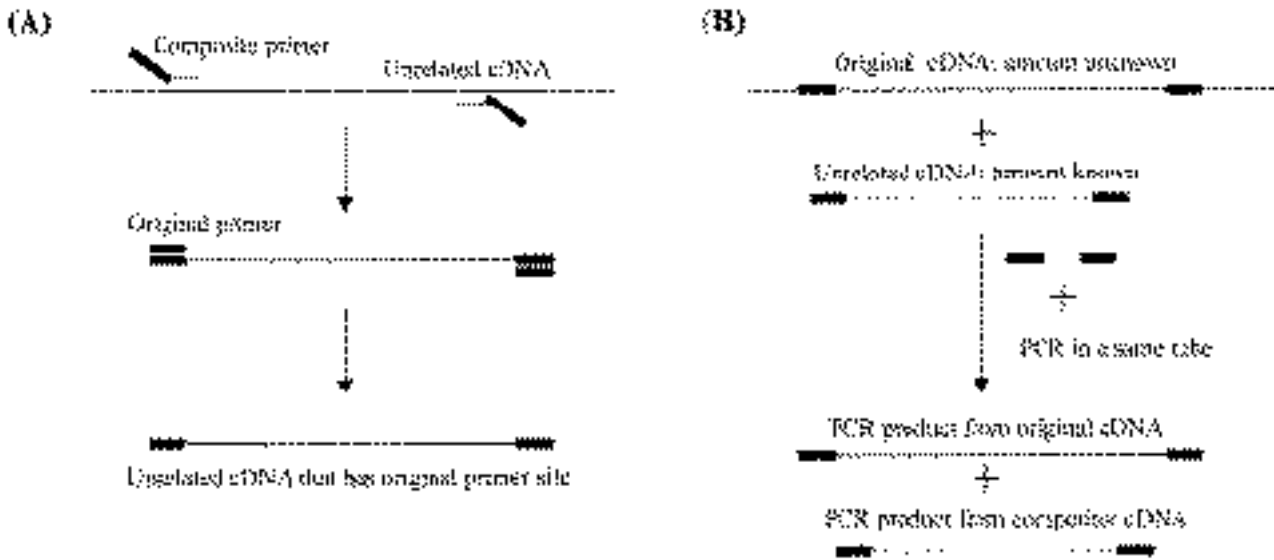 (A)
Composite primer
Unrelated cDNA
Original primer
Unrelated cDNA that has original primer site
(B)
Original cDNA: amount unknown
+
Unrelated cDNA: amount known
+
PCR in a same tube
PCR product from original cDNA
+
PCR product from competitor cDNA